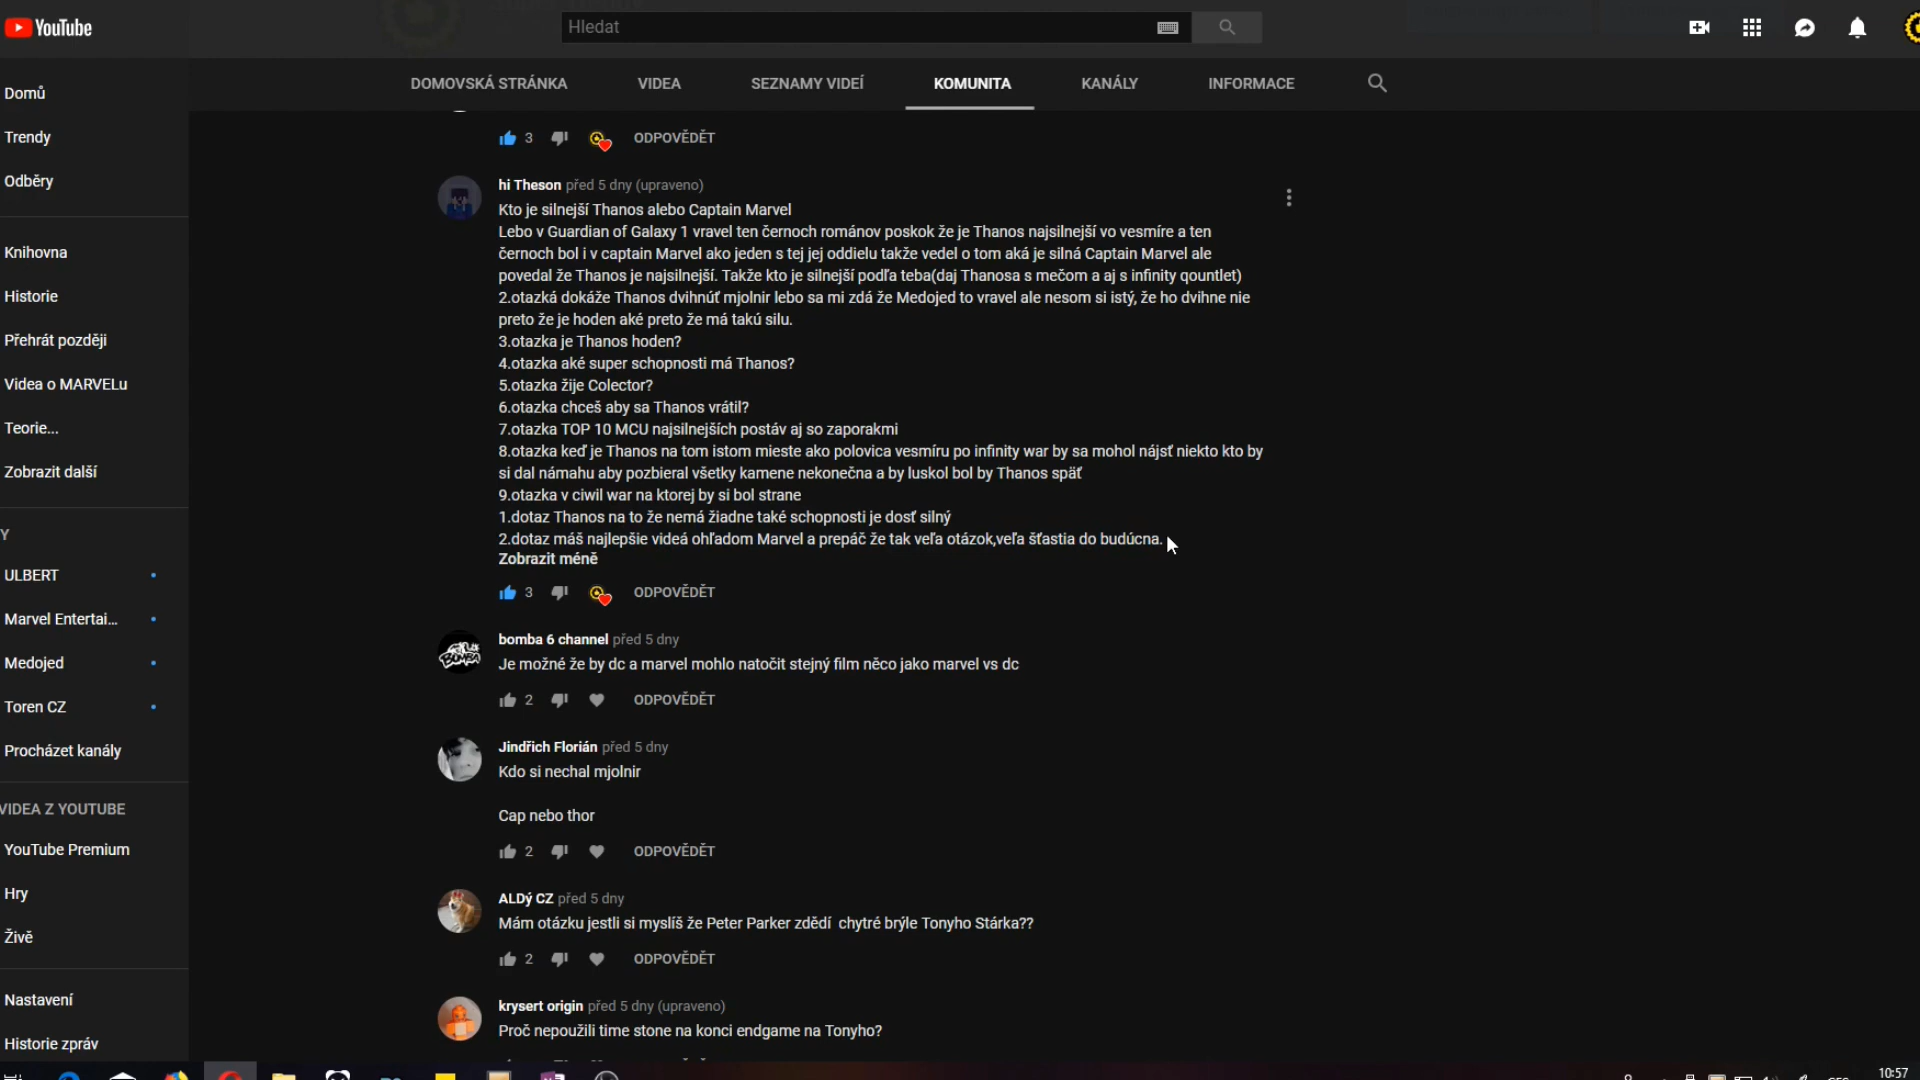 YouTube
Hledat
DOMOVSKÁ STRÁNKA
VIDEA
SEZNAMY VIDEÍ
KOMUNITA
KANÁLY
INFORMACE
Domů
Trendy
Odběry
Knihovna
Historie
Přehrát později
Videa o MARVELu
Teorie...
Zobrazit další
Y
ULBERT
Marvel Entertai...
Medojed
Toren CZ
Procházet kanály
VIDEA Z YOUTUBE
YouTube Premium
Hry
Živě
Nastavení
Historie zpráv
3 ODPOVĚDĚT
hi Theson před 5 dny (upraveno)
Kto je silnejší Thanos alebo Captain Marvel
Lebo v Guardian of Galaxy 1 vravel ten černoch románov poskok že je Thanos najsilnejší vo vesmíre a ten
černoch bol i v captain Marvel ako jeden s tej jej oddielu takže vedel o tom aká je silná Captain Marvel ale
povedal že Thanos je najsilnejší. Takže kto je silnejší podľa teba(daj Thanosa s mečom a aj s infinity qountlet)
2.otazká dokáže Thanos dvihnúť mjolnir lebo sa mi zdá že Medojed to vravel ale nesom si istý, že ho dvihne nie
preto že je hoden aké preto že má takú silu.
3.otazka je Thanos hoden?
4.otazka aké super schopnosti má Thanos?
5.otazka žije Colector?
6.otazka chceš aby sa Thanos vrátil?
7.otazka TOP 10 MCU najsilnejších postáv aj so zaporakmi
8.otazka keď je Thanos na tom istom mieste ako polovica vesmíru po infinity war by sa mohol nájsť niekto kto by
si dal námahu aby pozbieral všetky kamene nekonečna a by luskol bol by Thanos späť
9.otazka v ciwil war na ktorej by si bol strane
1.dotaz Thanos na to že nemá žiadne také schopnosti je dosť silný
2.dotaz máš najlepšie videá ohľadom Marvel a prepáč že tak veľa otázok,veľa šťastia do budúcna.
Zobrazit méně
3 ODPOVĚDĚT
bomba 6 channel před 5 dny
Je možné že by dc a marvel mohlo natočit stejný film něco jako marvel vs dc
2 ODPOVĚDĚT
Jindřich Florián před 5 dny
Kdo si nechal mjolnir
Cap nebo thor
2 ODPOVĚDĚT
ALDý CZ před 5 dny
Mám otázku jestli si myslíš že Peter Parker zdědí  chytré brýle Tonyho Stárka??
2 ODPOVĚDĚT
krysert origin před 5 dny (upraveno)
Proč nepoužili time stone na konci endgame na Tonyho?
10:57